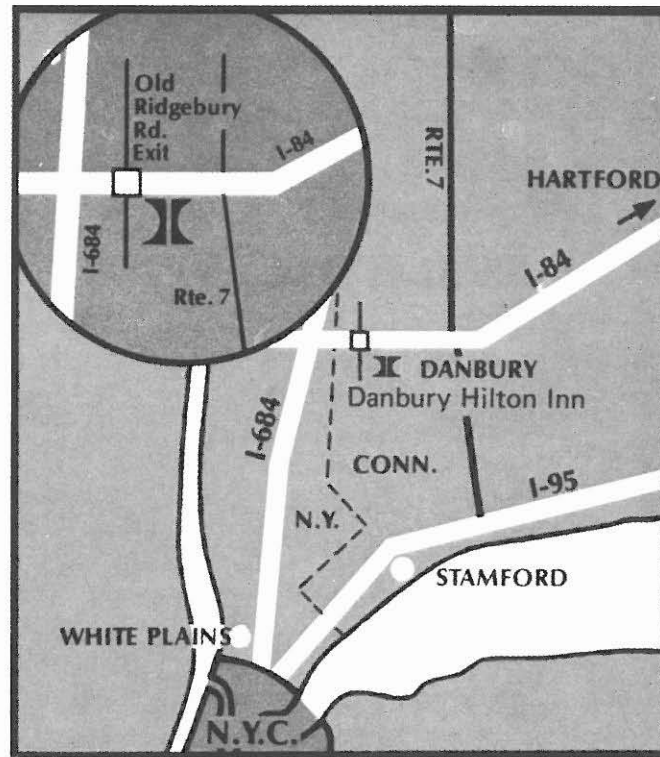 Old
Ridgebury
Rd.
Exit
I-84
I-684
Rte. 7
RTE. 7
HARTFORD
I-84
DANBURY
Danbury Hilton Inn
I-684
CONN.
I-95
N.Y.
STAMFORD
WHITE PLAINS
N.Y.C.